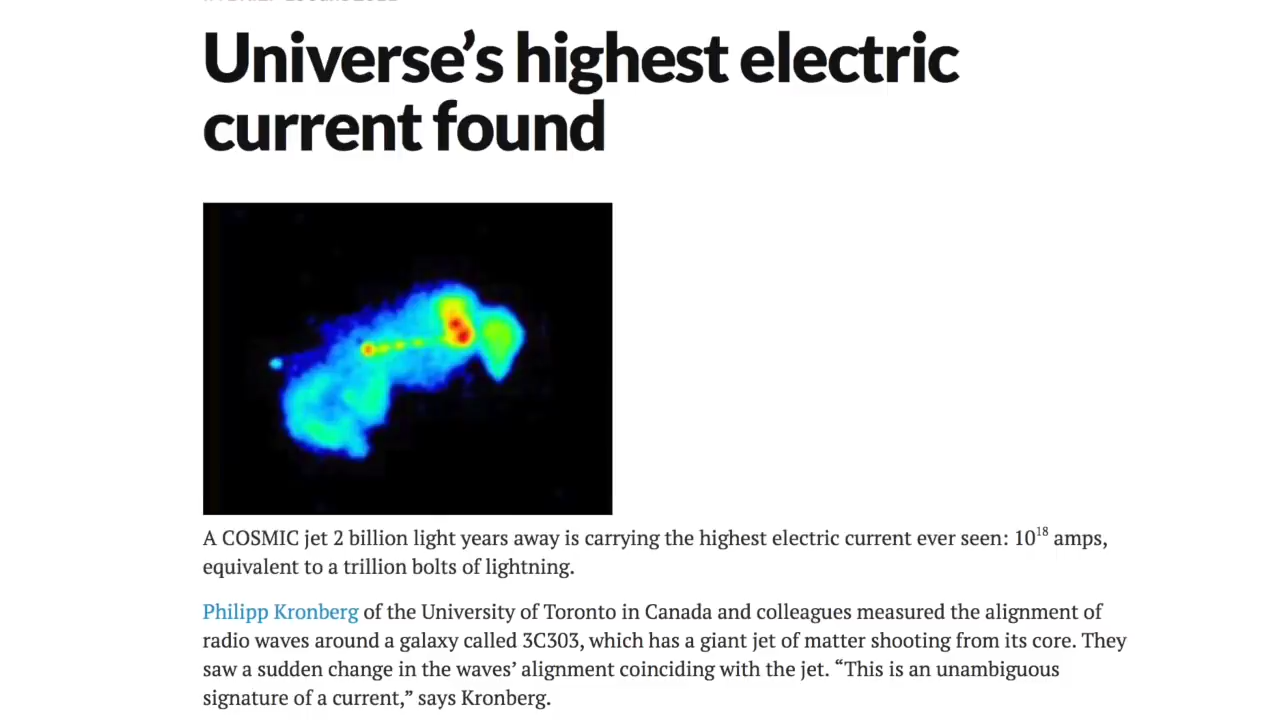 Universe’s highest electric
current found
A COSMIC jet 2 billion light years away is carrying the highest electric current ever seen: 10¹⁸ amps,
equivalent to a trillion bolts of lightning.
Philipp Kronberg of the University of Toronto in Canada and colleagues measured the alignment of
radio waves around a galaxy called 3C303, which has a giant jet of matter shooting from its core. They
saw a sudden change in the waves’ alignment coinciding with the jet. “This is an unambiguous
signature of a current,” says Kronberg.